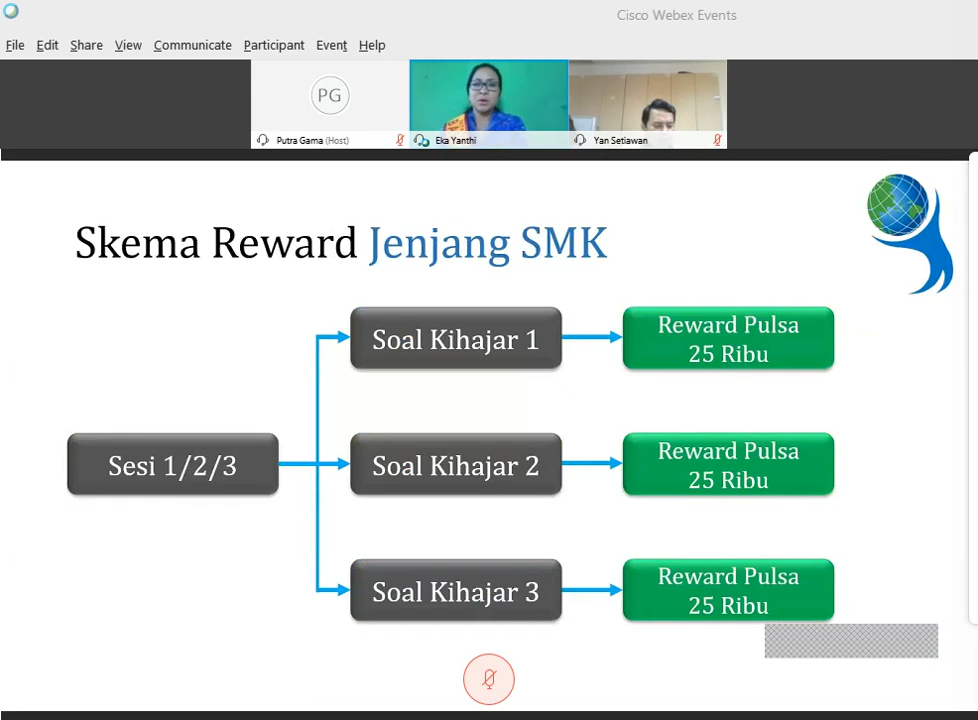 Cisco Webex Events
File Edit Share View Communicate Participant Event Help
PG
Putra Gama (Host)
Eka Yanthi
Yan Setiawan
Skema Reward Jenjang SMK
Sesi 1/2/3
Soal Kihajar 1
Reward Pulsa
25 Ribu
Soal Kihajar 2
Reward Pulsa
25 Ribu
Soal Kihajar 3
Reward Pulsa
25 Ribu